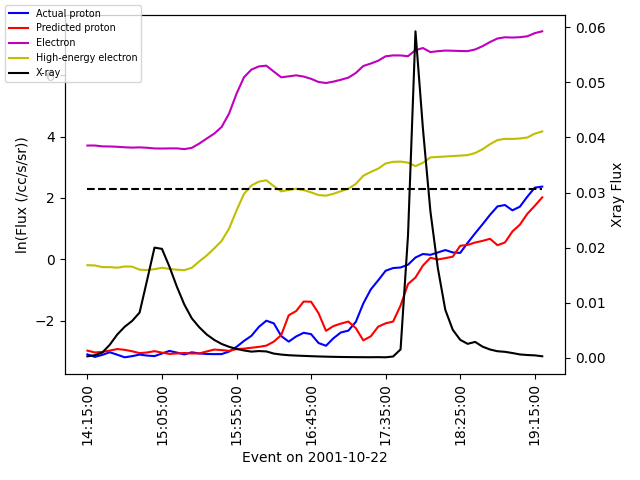 Actual proton
Predicted proton
Electron
High-energy electron
X-ray
6
4
2
0
−2
ln(Flux (/cc/s/sr))
0.06
0.05
0.04
0.03
0.02
0.01
0.00
Xray Flux
14:15:00
15:05:00
15:55:00
16:45:00
17:35:00
18:25:00
19:15:00
Event on 2001-10-22